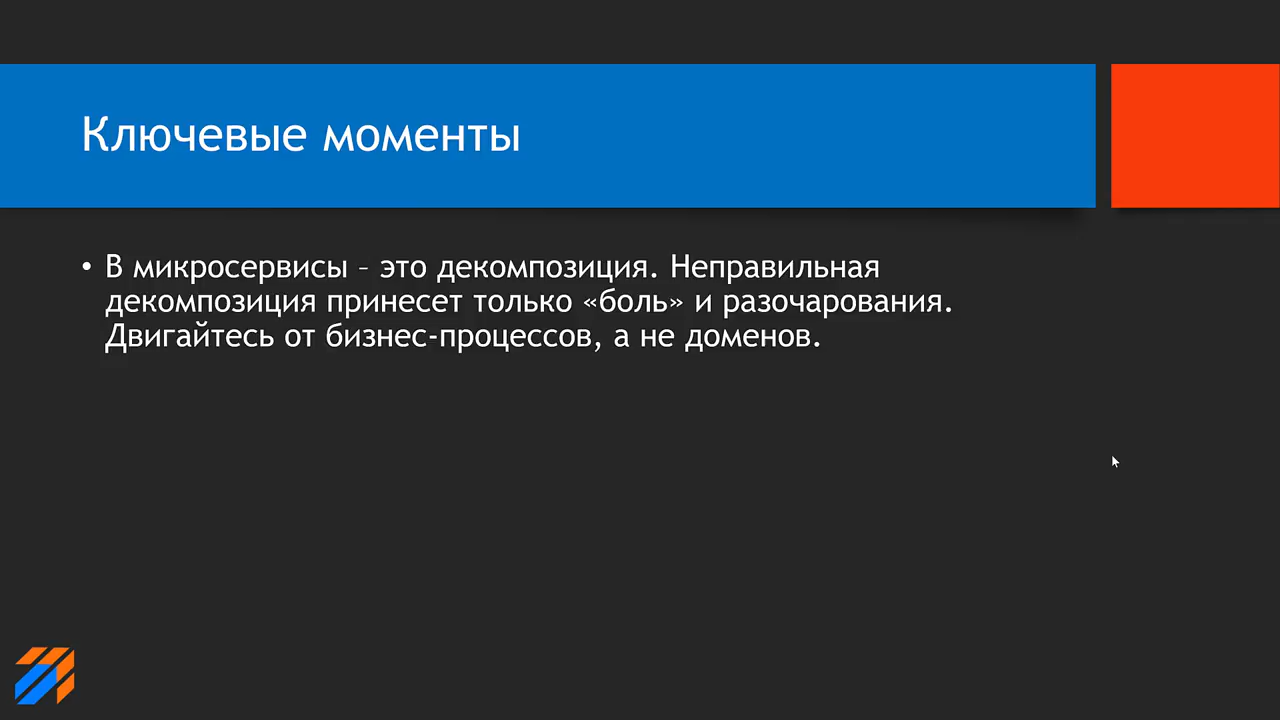 Ключевые моменты
• В микросервисы – это декомпозиция. Неправильная
декомпозиция принесет только «боль» и разочарования.
Двигайтесь от бизнес-процессов, а не доменов.